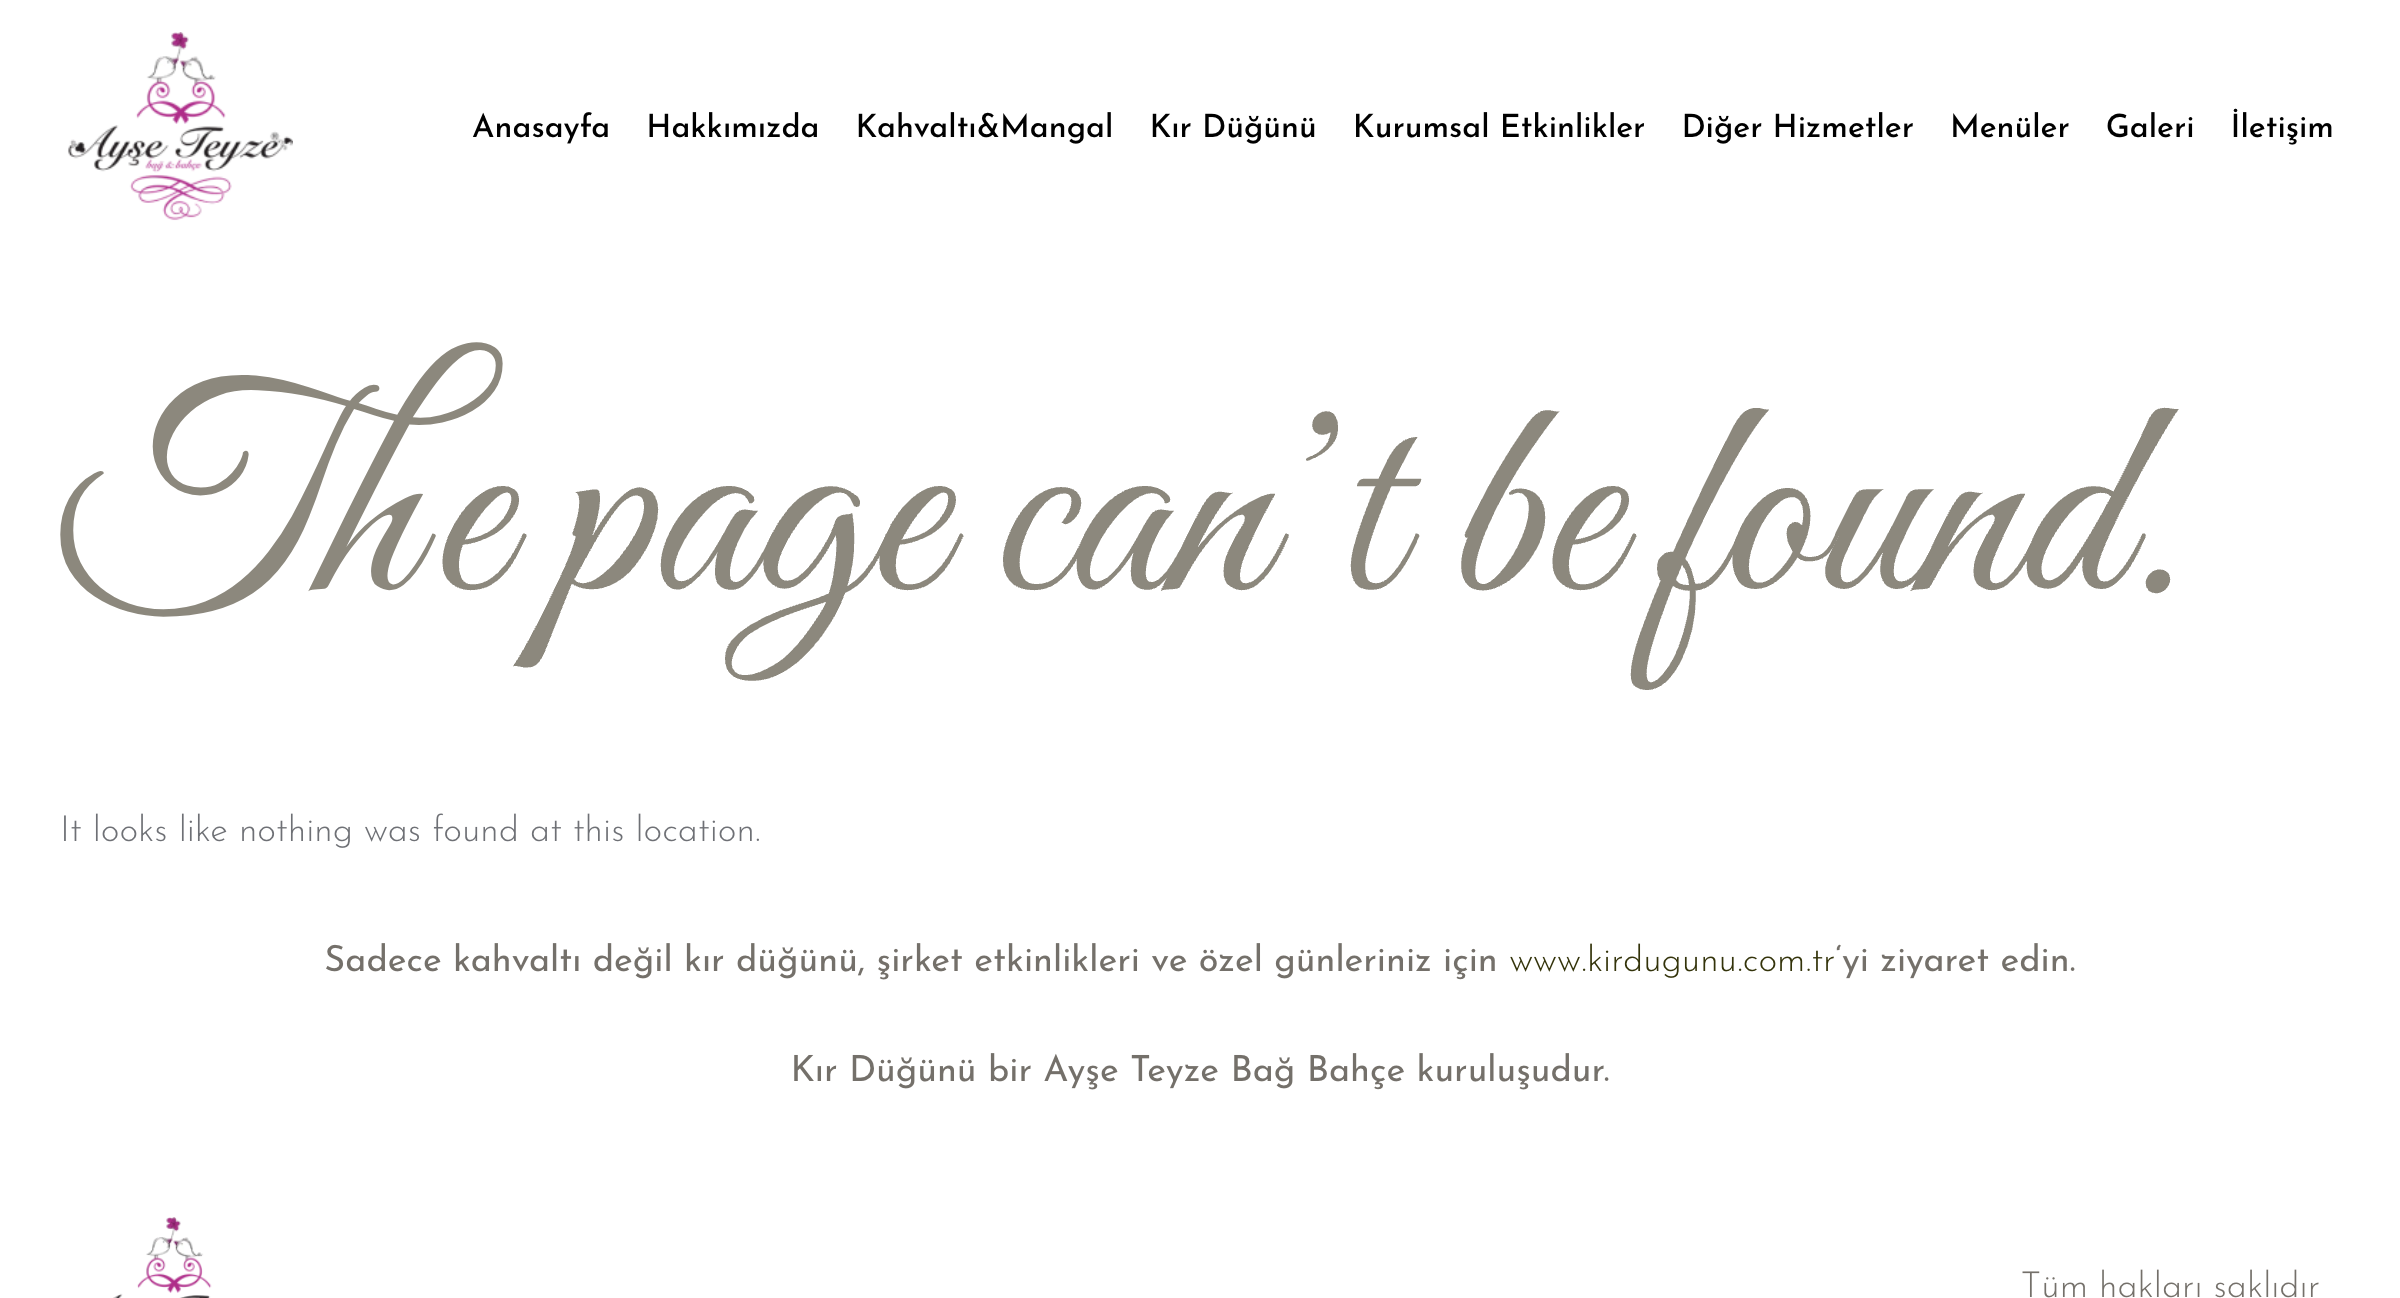 Ayşe Teyze®
bağ & bahçe
Anasayfa Hakkımızda Kahvaltı&Mangal Kır Düğünü Kurumsal Etkinlikler Diğer Hizmetler Menüler Galeri İletişim
The page can’t be found.
It looks like nothing was found at this location.
Sadece kahvaltı değil kır düğünü, şirket etkinlikleri ve özel günleriniz için www.kirdugunu.com.tr‘yi ziyaret edin.
Kır Düğünü bir Ayşe Teyze Bağ Bahçe kuruluşudur.
Tüm hakları saklıdır